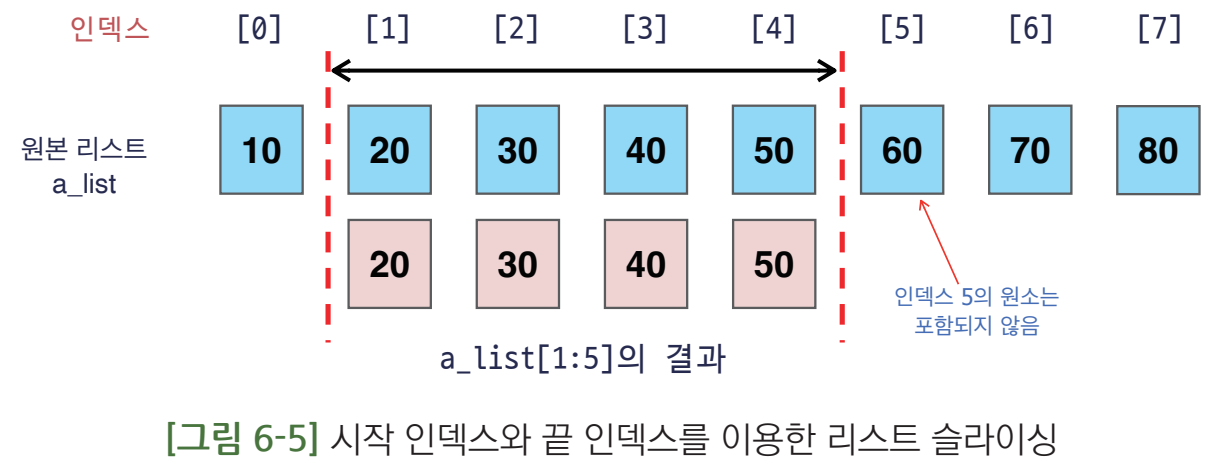 인덱스 [0] [1] [2] [3] [4] [5] [6] [7]
원본 리스트
a_list
10 20 30 40 50 60 70 80
20 30 40 50
인덱스 5의 원소는
포함되지 않음
a_list[1:5]의 결과
[그림 6-5] 시작 인덱스와 끝 인덱스를 이용한 리스트 슬라이싱